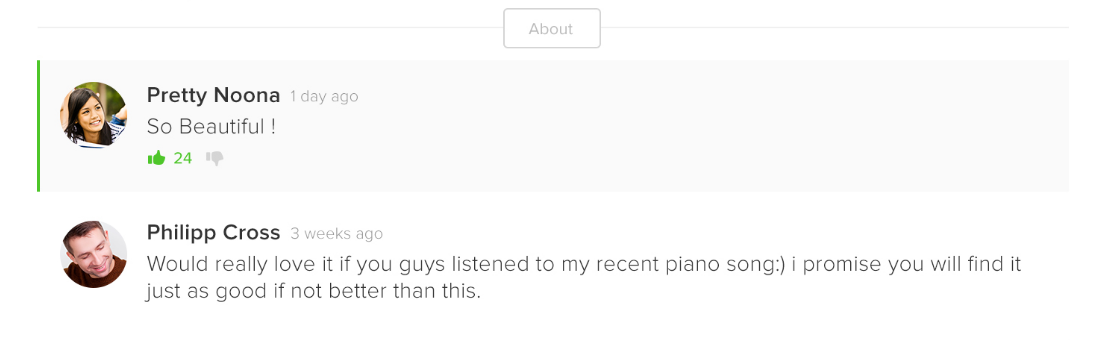 About
Pretty Noona 1 day ago
So Beautiful !
24
Philipp Cross 3 weeks ago
Would really love it if you guys listened to my recent piano song:) i promise you will find it
just as good if not better than this.